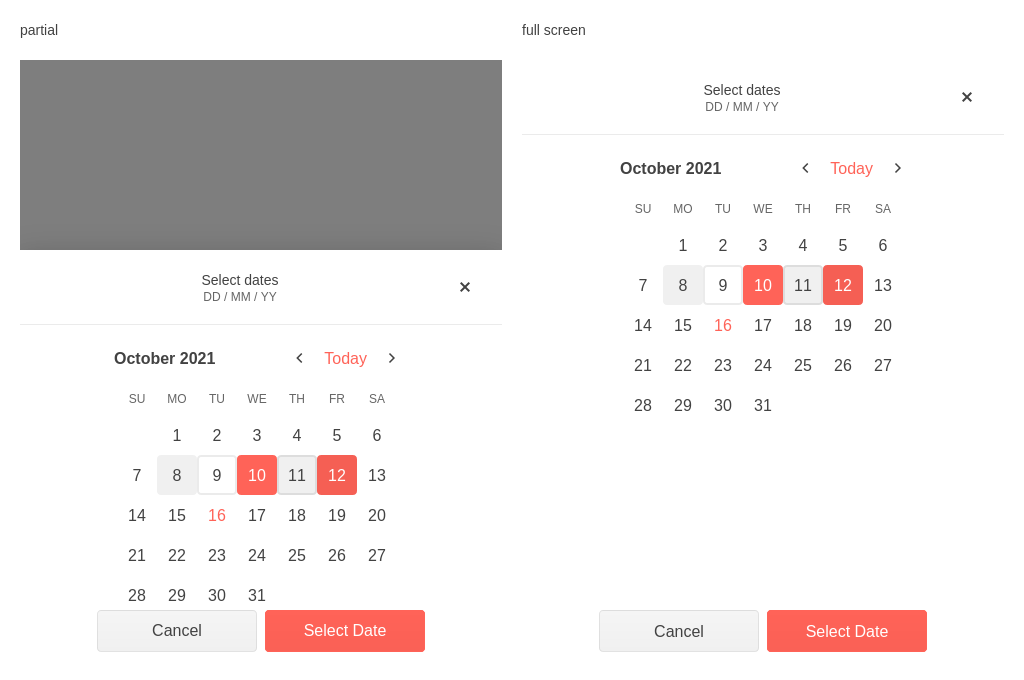 partial
Select dates
DD / MM / YY
October 2021
Today
SU MO TU WE TH FR SA
1 2 3 4 5 6
7 8 9 10 11 12 13
14 15 16 17 18 19 20
21 22 23 24 25 26 27
28 29 30 31
Cancel
Select Date
full screen
Select dates
DD / MM / YY
October 2021
Today
SU MO TU WE TH FR SA
1 2 3 4 5 6
7 8 9 10 11 12 13
14 15 16 17 18 19 20
21 22 23 24 25 26 27
28 29 30 31
Cancel
Select Date